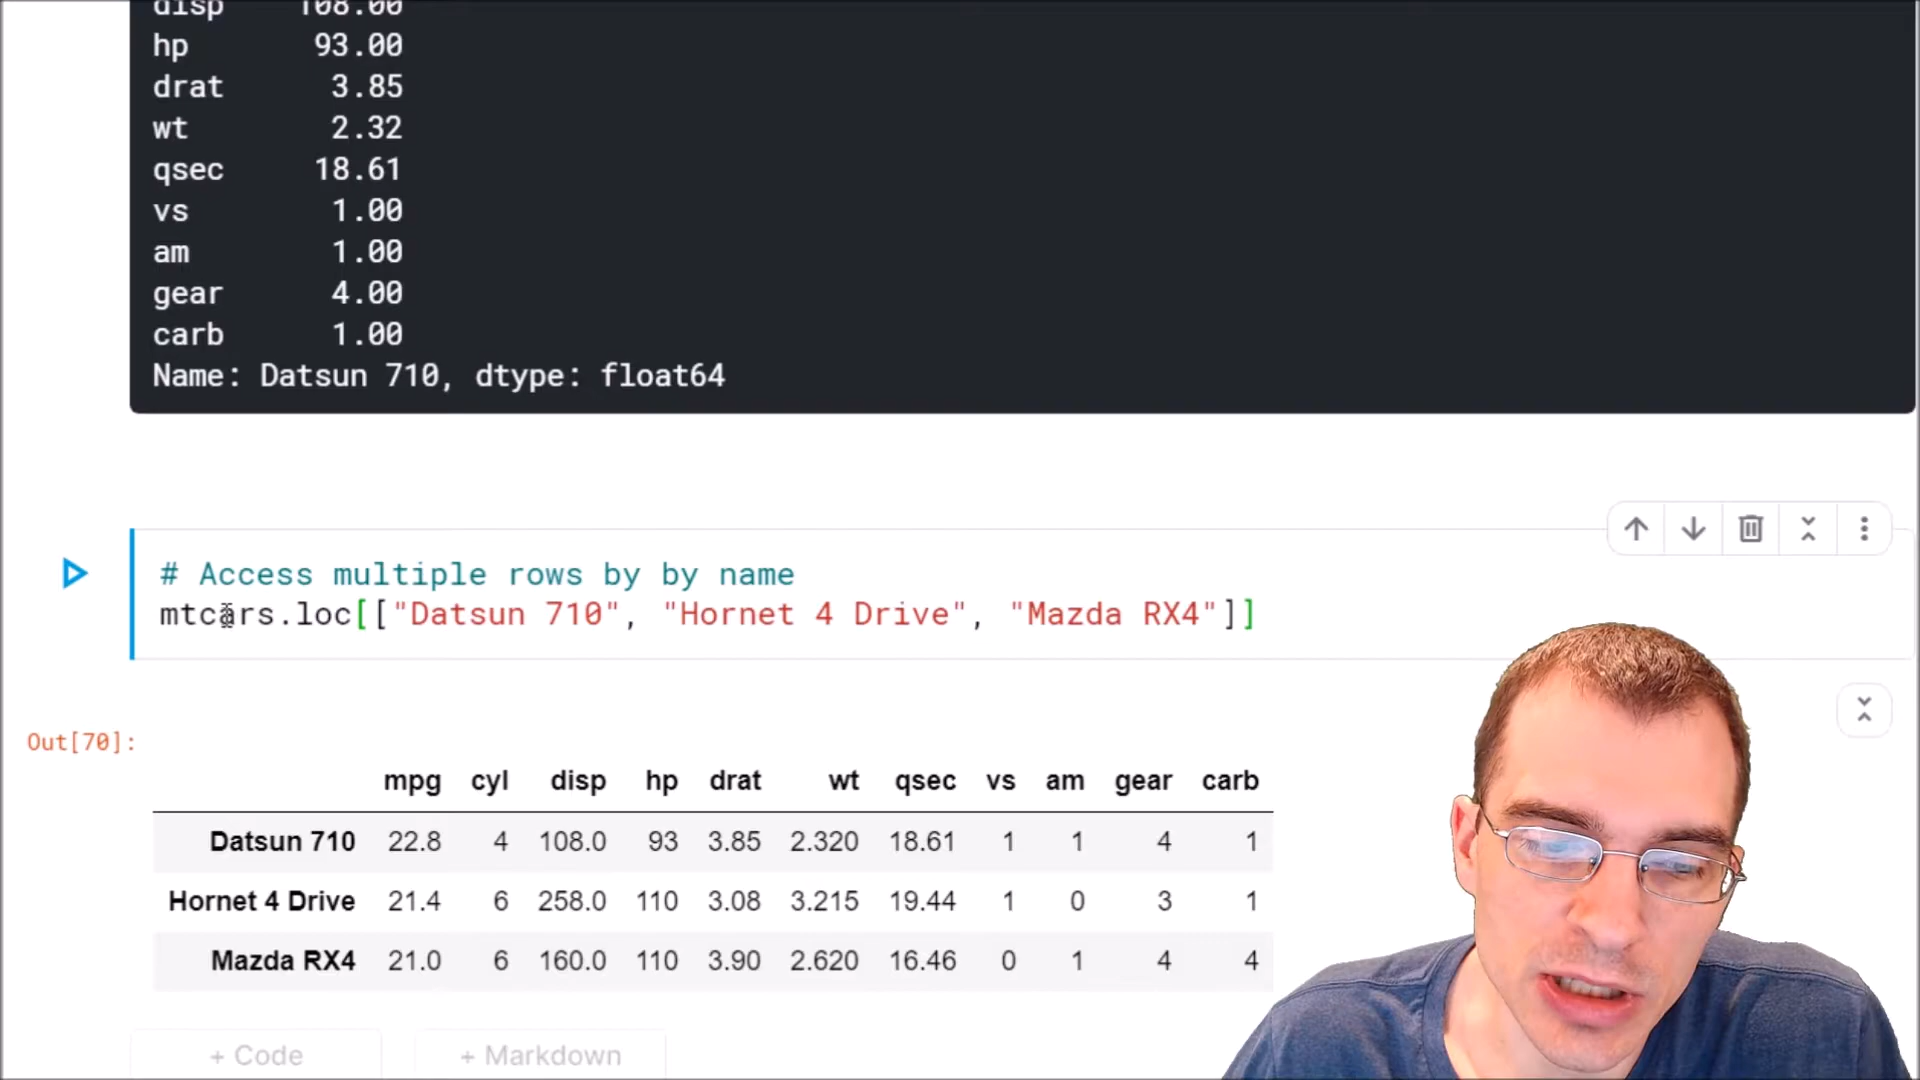 disp 108.00
hp 93.00
drat 3.85
wt 2.32
qsec 18.61
vs 1.00
am 1.00
gear 4.00
carb 1.00
Name: Datsun 710, dtype: float64
# Access multiple rows by by name
mtcars.loc[["Datsun 710", "Hornet 4 Drive", "Mazda RX4"]]
Out[70]:
mpg cyl disp hp drat wt qsec vs am gear carb
Datsun 710 22.8 4 108.0 93 3.85 2.320 18.61 1 1 4 1
Hornet 4 Drive 21.4 6 258.0 110 3.08 3.215 19.44 1 0 3 1
Mazda RX4 21.0 6 160.0 110 3.90 2.620 16.46 0 1 4 4
+ Code + Markdown